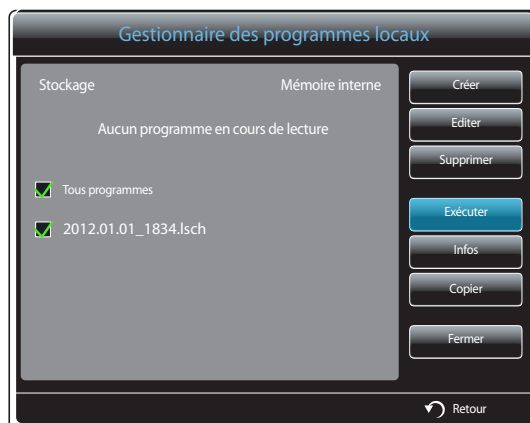 Gestionnaire des programmes locaux
Stockage Mémoire interne
Aucun programme en cours de lecture
Tous programmes
2012.01.01_1834.lsch
Créer
Editer
Supprimer
Exécuter
Infos
Copier
Fermer
Retour